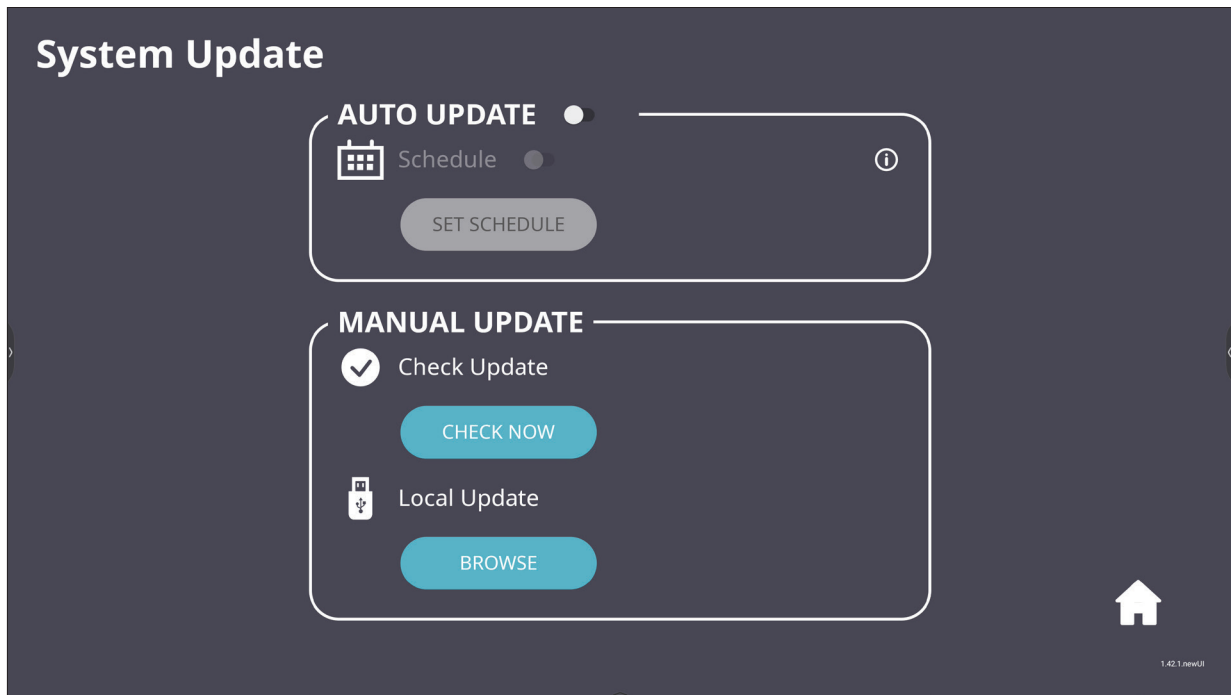 System Update
AUTO UPDATE
Schedule
SET SCHEDULE
MANUAL UPDATE
Check Update
CHECK NOW
Local Update
BROWSE
1.42.1.newUI